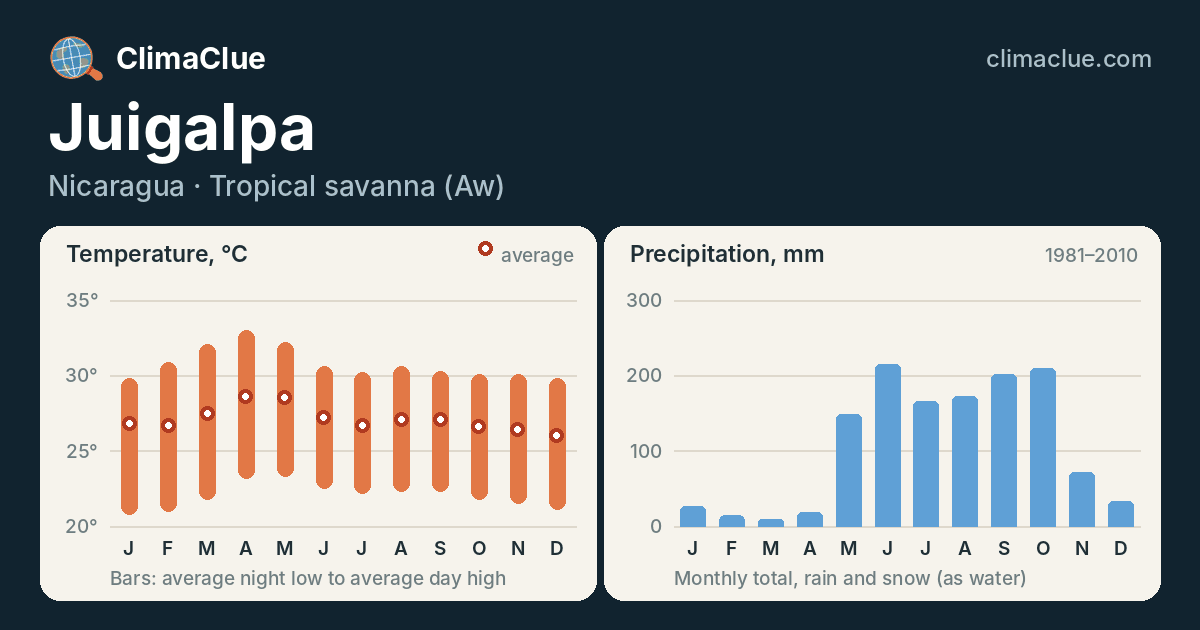 ClimaClue
climaclue.com
Juigalpa
Nicaragua · Tropical savanna (Aw)
Temperature, °C
average
35°
30°
25°
20°
J F M A M J J A S O N D
Bars: average night low to average day high
Precipitation, mm
1981–2010
300
200
100
0
J F M A M J J A S O N D
Monthly total, rain and snow (as water)